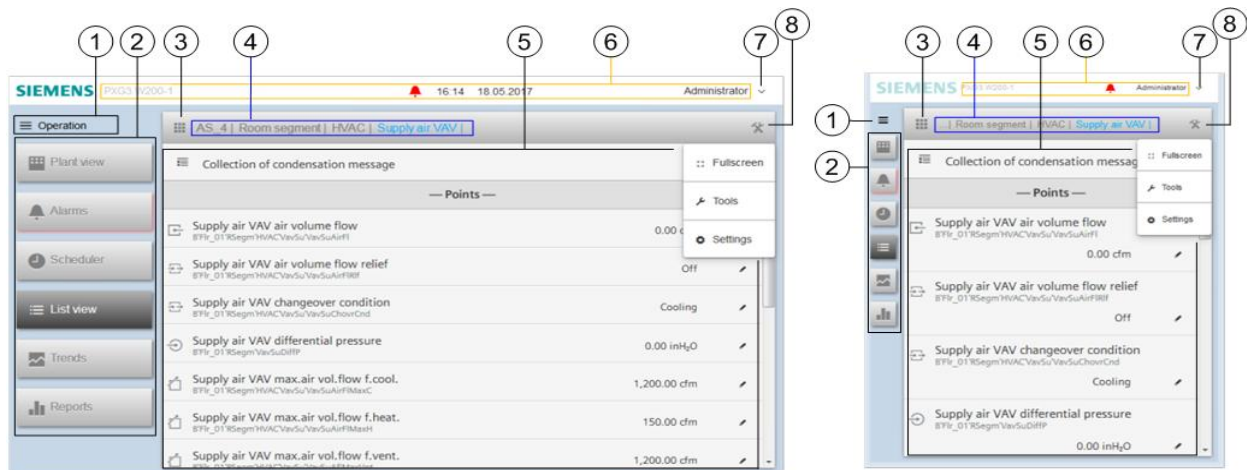 1 2 3 4 5 6 7 8
SIEMENS PXG3.W200-1 16:14 18.05.2017 Administrator
Operation AS_4 | Room segment | HVAC | Supply air VAV |
Plant view
Alarms
Scheduler
List view
Trends
Reports
Collection of condensation message
Fullscreen
Tools
Settings
— Points —
Supply air VAV air volume flow 0.00
B'Flr_01'RSegm'HVAC'VavSu'VavSuAirFl
Supply air VAV air volume flow relief Off
B'Flr_01'RSegm'HVAC'VavSu'VavSuAirFlRlf
Supply air VAV changeover condition Cooling
B'Flr_01'RSegm'HVAC'VavSu'VavSuChovrCnd
Supply air VAV differential pressure 0.00 inH₂O
B'Flr_01'RSegm'VavSuDiffP
Supply air VAV max.air vol.flow f.cool. 1,200.00 cfm
B'Flr_01'RSegm'HVAC'VavSu'VavSuAirFlMaxC
Supply air VAV max.air vol.flow f.heat. 150.00 cfm
B'Flr_01'RSegm'HVAC'VavSu'VavSuAirFlMaxH
Supply air VAV max.air vol.flow f.vent. 1,200.00 cfm
3 4 5 6 7 8
1
2
SIEMENS PXG3.W200-1 Administrator
| Room segment | HVAC | Supply air VAV |
Collection of condensation messag
Fullscreen
Tools
Settings
— Points —
Supply air VAV air volume flow
B'Flr_01'RSegm'HVAC'VavSu'VavSuAirFl
0.00 cfm
Supply air VAV air volume flow relief
B'Flr_01'RSegm'HVAC'VavSu'VavSuAirFlRlf
Off
Supply air VAV changeover condition
B'Flr_01'RSegm'HVAC'VavSu'VavSuChovrCnd
Cooling
Supply air VAV differential pressure
B'Flr_01'RSegm'VavSuDiffP
0.00 inH₂O